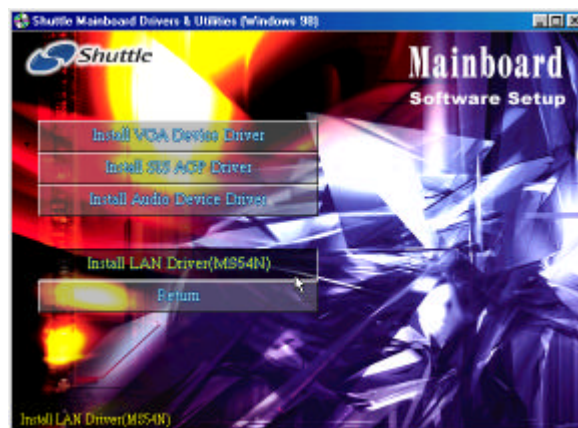 Shuttle Mainboard Drivers & Utilities (Windows 98)
Shuttle
Mainboard
Software Setup
Install VGA Device Driver
Install SIS AGP Driver
Install Audio Device Driver
Install LAN Driver(MS54N)
Return
Install LAN Driver(MS54N)